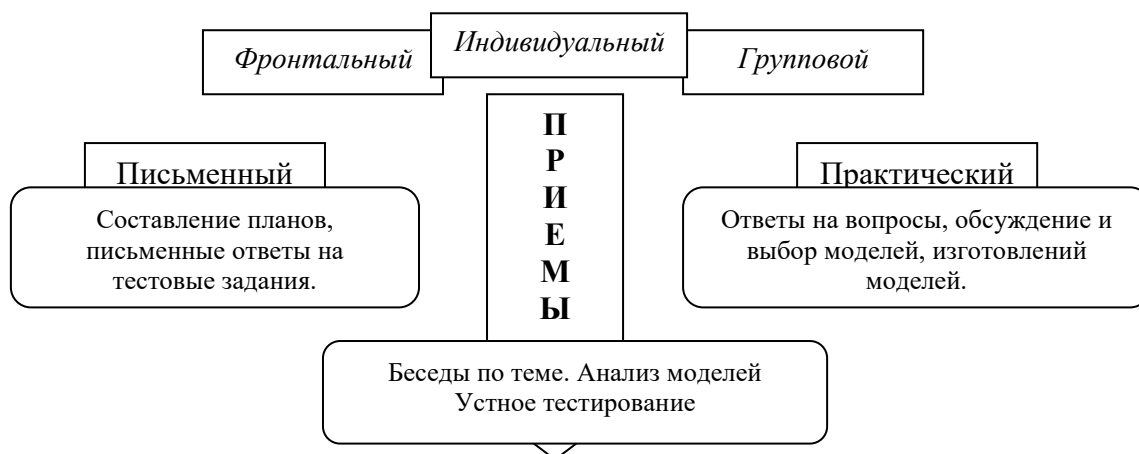 Индивидуальный
Фронтальный
Групповой
П
Р
И
Е
М
Ы
Письменный
Составление планов,
письменные ответы на
тестовые задания.
Практический
Ответы на вопросы, обсуждение и
выбор моделей, изготовлений
моделей.
Беседы по теме. Анализ моделей
Устное тестирование